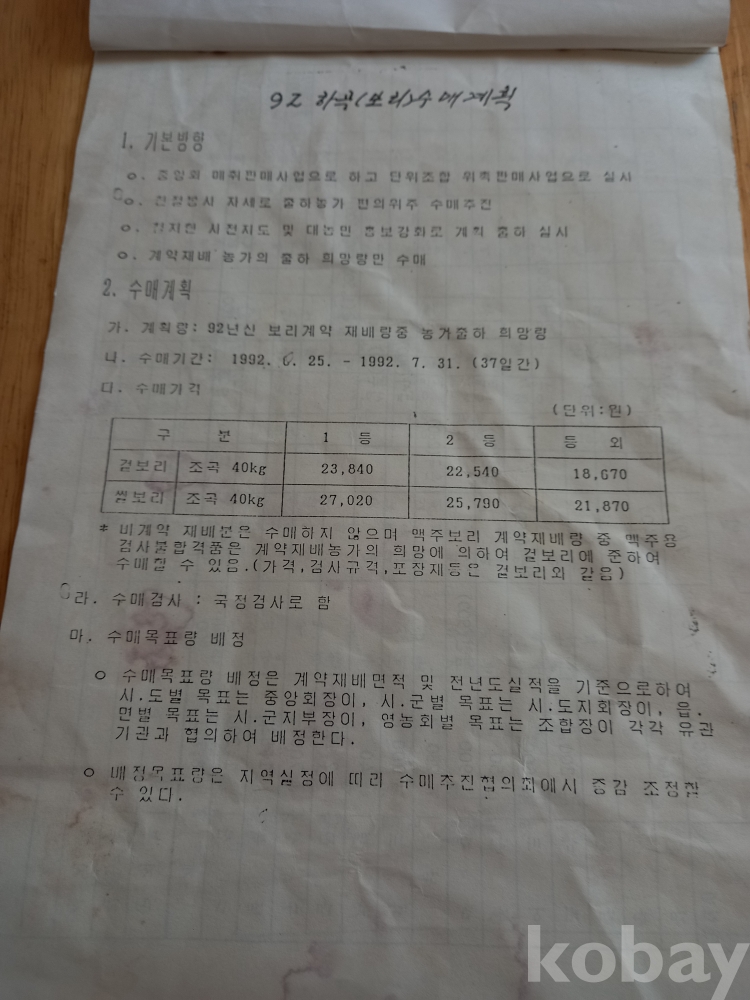 92 하곡(보리)수매계획
1. 기본방향
o. 중앙회 매취판매사업으로 하고 단위조합 위촉판매사업으로 실시
o. 친절봉사 자세로 출하농가 편의위주 수매추진
o. 철저한 사전지도 및 대농민 홍보강화로 계획 출하 실시
o. 계약재배 농가의 출하 희망량만 수매
2. 수매계획
가. 계획량: 92년산 보리계약 재배량중 농가출하 희망량
나. 수매기간: 1992. 6. 25. - 1992. 7. 31. (37일간)
다. 수매가격
(단위:원)
구 분 1 등 2 등 등 외
겉보리 조곡 40kg 23,840 22,540 18,670
쌀보리 조곡 40kg 27,020 25,790 21,870
* 비계약 재배분은 수매하지 않으며 맥주보리 계약재배량 중 맥주용
검사불합격품은 계약재배농가의 희망에 의하여 겉보리에 준하여
수매할 수 있음.(가격,검사규격,포장재등은 겉보리와 같음)
라. 수매검사 : 국정검사로 함
마. 수매목표량 배정
o 수매목표량 배정은 계약재배면적 및 전년도실적을 기준으로하여
시.도별 목표는 중앙회장이, 시.군별 목표는 시.도지회장이, 읍.
면별 목표는 시.군지부장이, 영농회별 목표는 조합장이 각각 유관
기관과 협의하여 배정한다.
o 배정목표량은 지역실정에 따라 수매추진협의회에서 증감 조정할
수 있다.
kobay